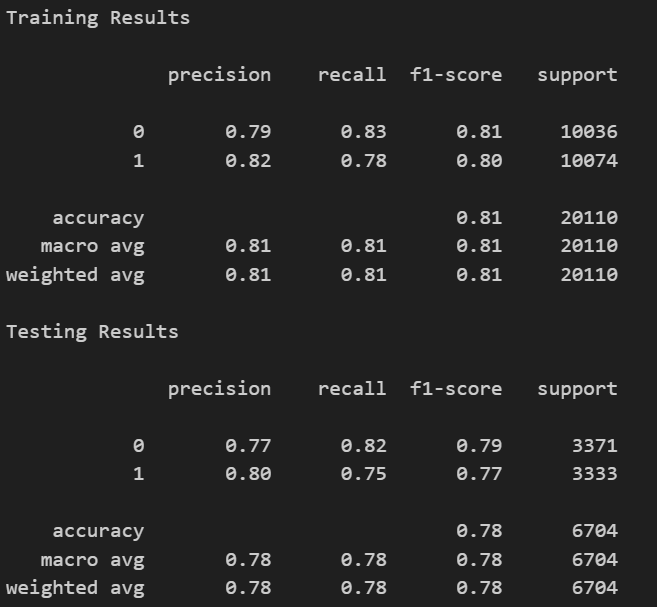 Training Results
precision recall f1-score support
0 0.79 0.83 0.81 10036
1 0.82 0.78 0.80 10074
accuracy 0.81 20110
macro avg 0.81 0.81 0.81 20110
weighted avg 0.81 0.81 0.81 20110
Testing Results
precision recall f1-score support
0 0.77 0.82 0.79 3371
1 0.80 0.75 0.77 3333
accuracy 0.78 6704
macro avg 0.78 0.78 0.78 6704
weighted avg 0.78 0.78 0.78 6704